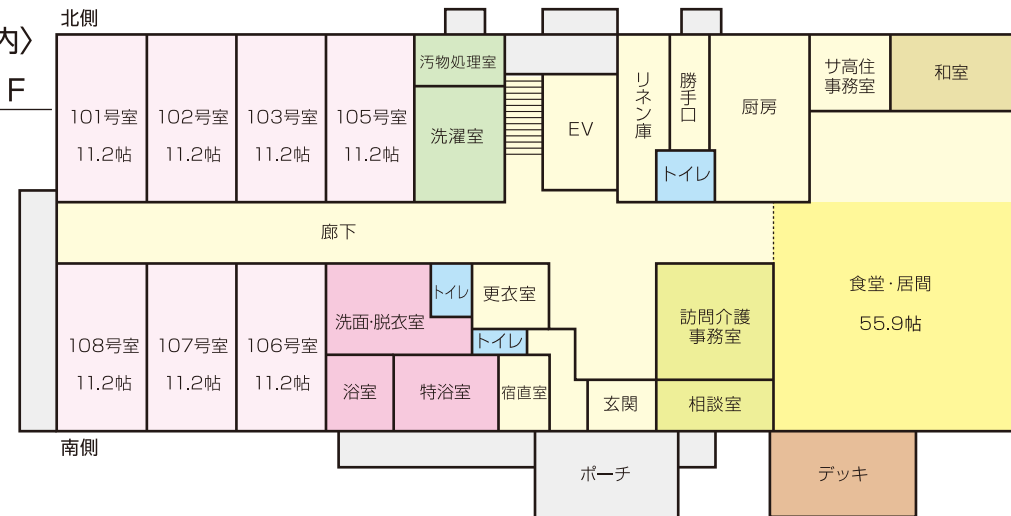 北側
内〉
F
101号室
11.2帖
102号室
11.2帖
103号室
11.2帖
105号室
11.2帖
汚物処理室
洗濯室
EV
リネン庫
勝手口
トイレ
厨房
サ高住
事務室
和室
廊下
食堂・居間
55.9帖
108号室
11.2帖
107号室
11.2帖
106号室
11.2帖
洗面・脱衣室
トイレ
更衣室
トイレ
浴室
特浴室
宿直室
玄関
訪問介護
事務室
相談室
南側
ポーチ
デッキ